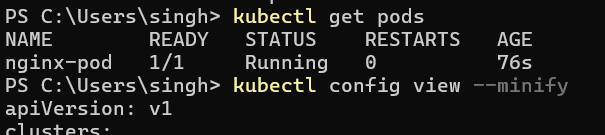 PS C:\Users\singh> kubectl get pods
NAME        READY   STATUS    RESTARTS   AGE
nginx-pod   1/1     Running   0          76s
PS C:\Users\singh> kubectl config view --minify
apiVersion: v1
clusters: